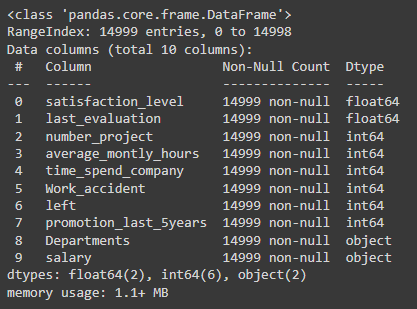 <class 'pandas.core.frame.DataFrame'>
RangeIndex: 14999 entries, 0 to 14998
Data columns (total 10 columns):
 #   Column                 Non-Null Count  Dtype
---  ------                 --------------  -----
 0   satisfaction_level     14999 non-null  float64
 1   last_evaluation        14999 non-null  float64
 2   number_project         14999 non-null  int64
 3   average_montly_hours   14999 non-null  int64
 4   time_spend_company     14999 non-null  int64
 5   Work_accident          14999 non-null  int64
 6   left                   14999 non-null  int64
 7   promotion_last_5years  14999 non-null  int64
 8   Departments            14999 non-null  object
 9   salary                 14999 non-null  object
dtypes: float64(2), int64(6), object(2)
memory usage: 1.1+ MB